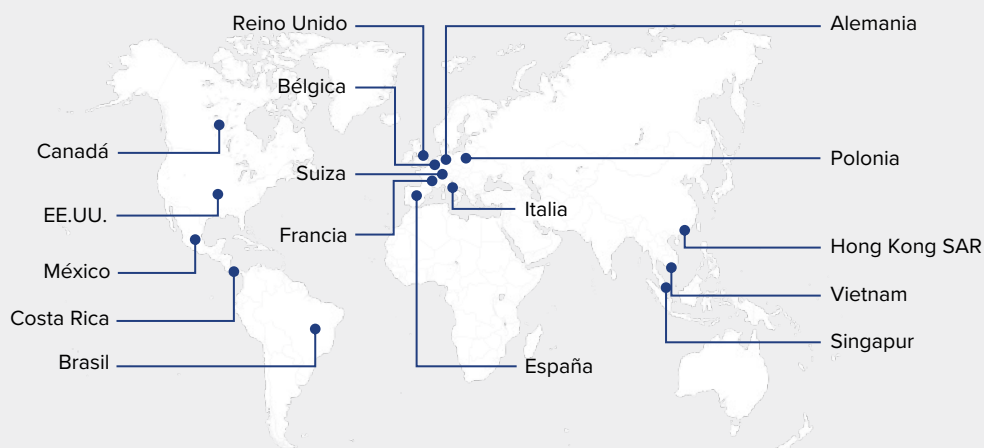 Reino Unido
Alemania
Bélgica
Canadá
Polonia
Suiza
Italia
EE.UU.
Francia
Hong Kong SAR
México
Vietnam
Costa Rica
Singapur
Brasil
España